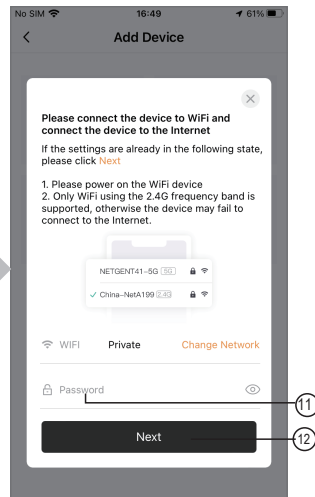 No SIM 16:49 61%
Add Device
Please connect the device to WiFi and
connect the device to the Internet
If the settings are already in the following state,
please click Next
1. Please power on the WiFi device
2. Only WiFi using the 2.4G frequency band is
supported, otherwise the device may fail to
connect to the Internet.
NETGENT41-5G 5G
China-NetA199 2.4G
WIFI Private Change Network
Password
11
Next
12